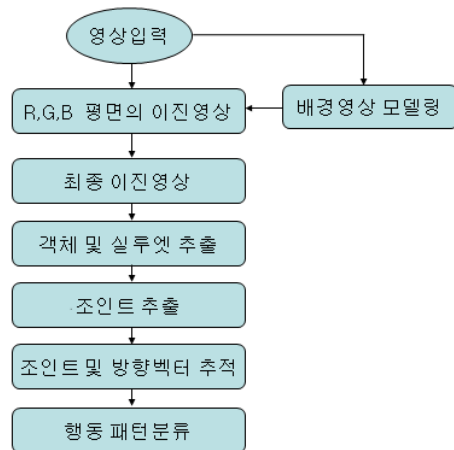 영상입력
R,G,B 평면의 이진영상
배경영상 모델링
최종 이진영상
객체 및 실루엣 추출
조인트 추출
조인트 및 방향벡터 추적
행동 패턴분류